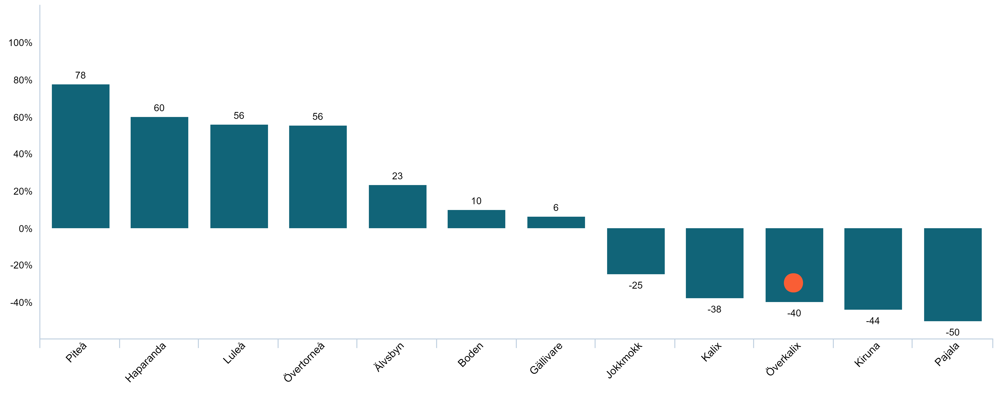 100%
80%
60%
40%
20%
0%
-20%
-40%
78
60
56
56
23
10
6
-25
-38
-40
-44
-50
Piteå
Haparanda
Luleå
Övertorneå
Älvsbyn
Boden
Gällivare
Jokkmokk
Kalix
Överkalix
Kiruna
Pajala